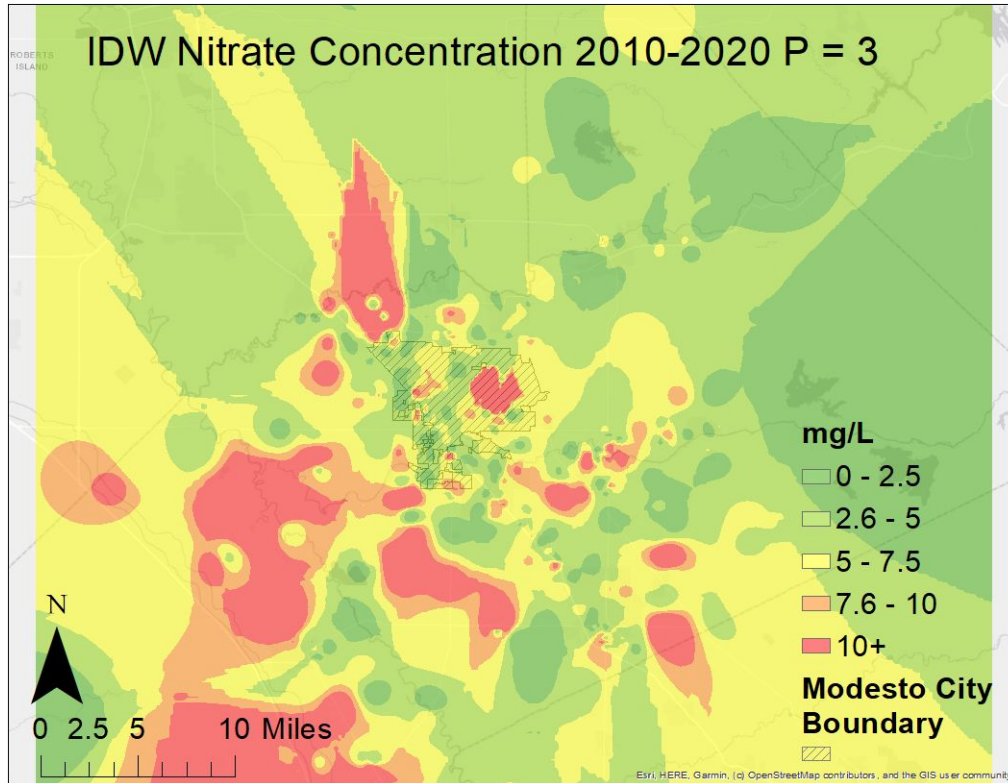 IDW Nitrate Concentration 2010-2020 P = 3
ROBERTS
ISLAND
mg/L
0 - 2.5
2.6 - 5
5 - 7.5
7.6 - 10
10+
Modesto City
Boundary
N
0 2.5 5 10 Miles
Esri, HERE, Garmin, (c) OpenStreetMap contributors, and the GIS user community